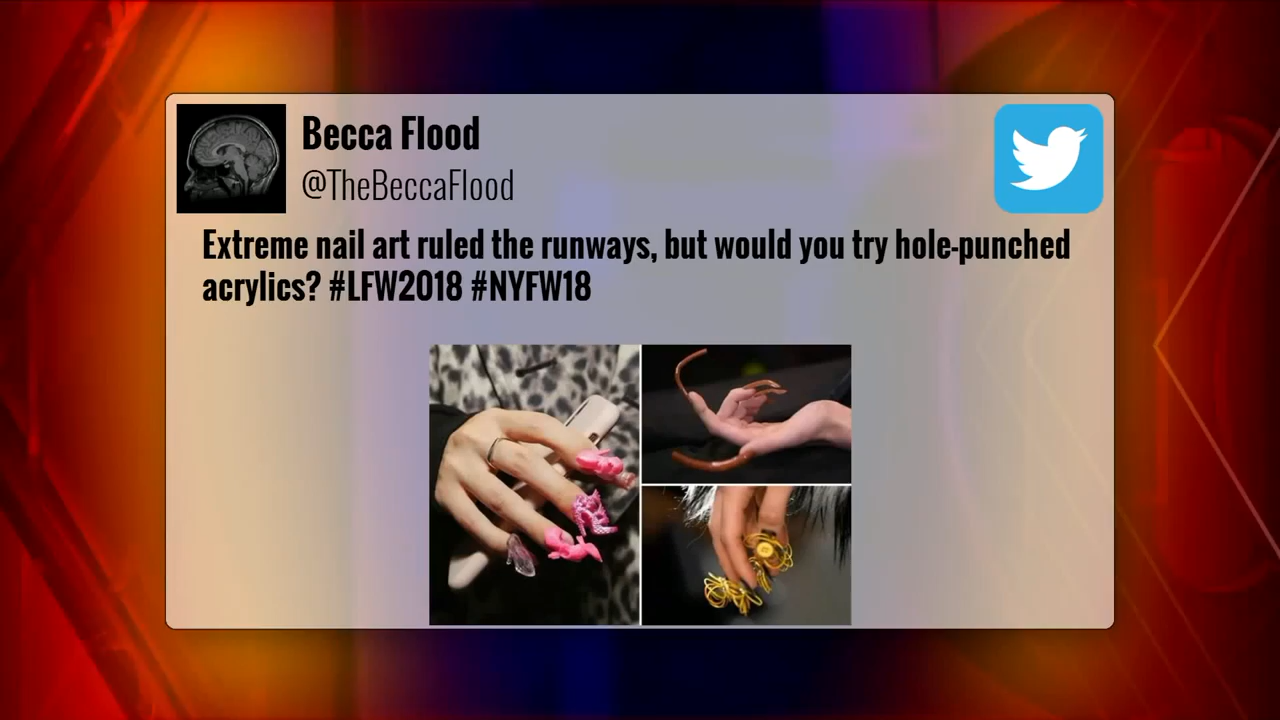 Becca Flood
@TheBeccaFlood
Extreme nail art ruled the runways, but would you try hole-punched
acrylics? #LFW2018 #NYFW18